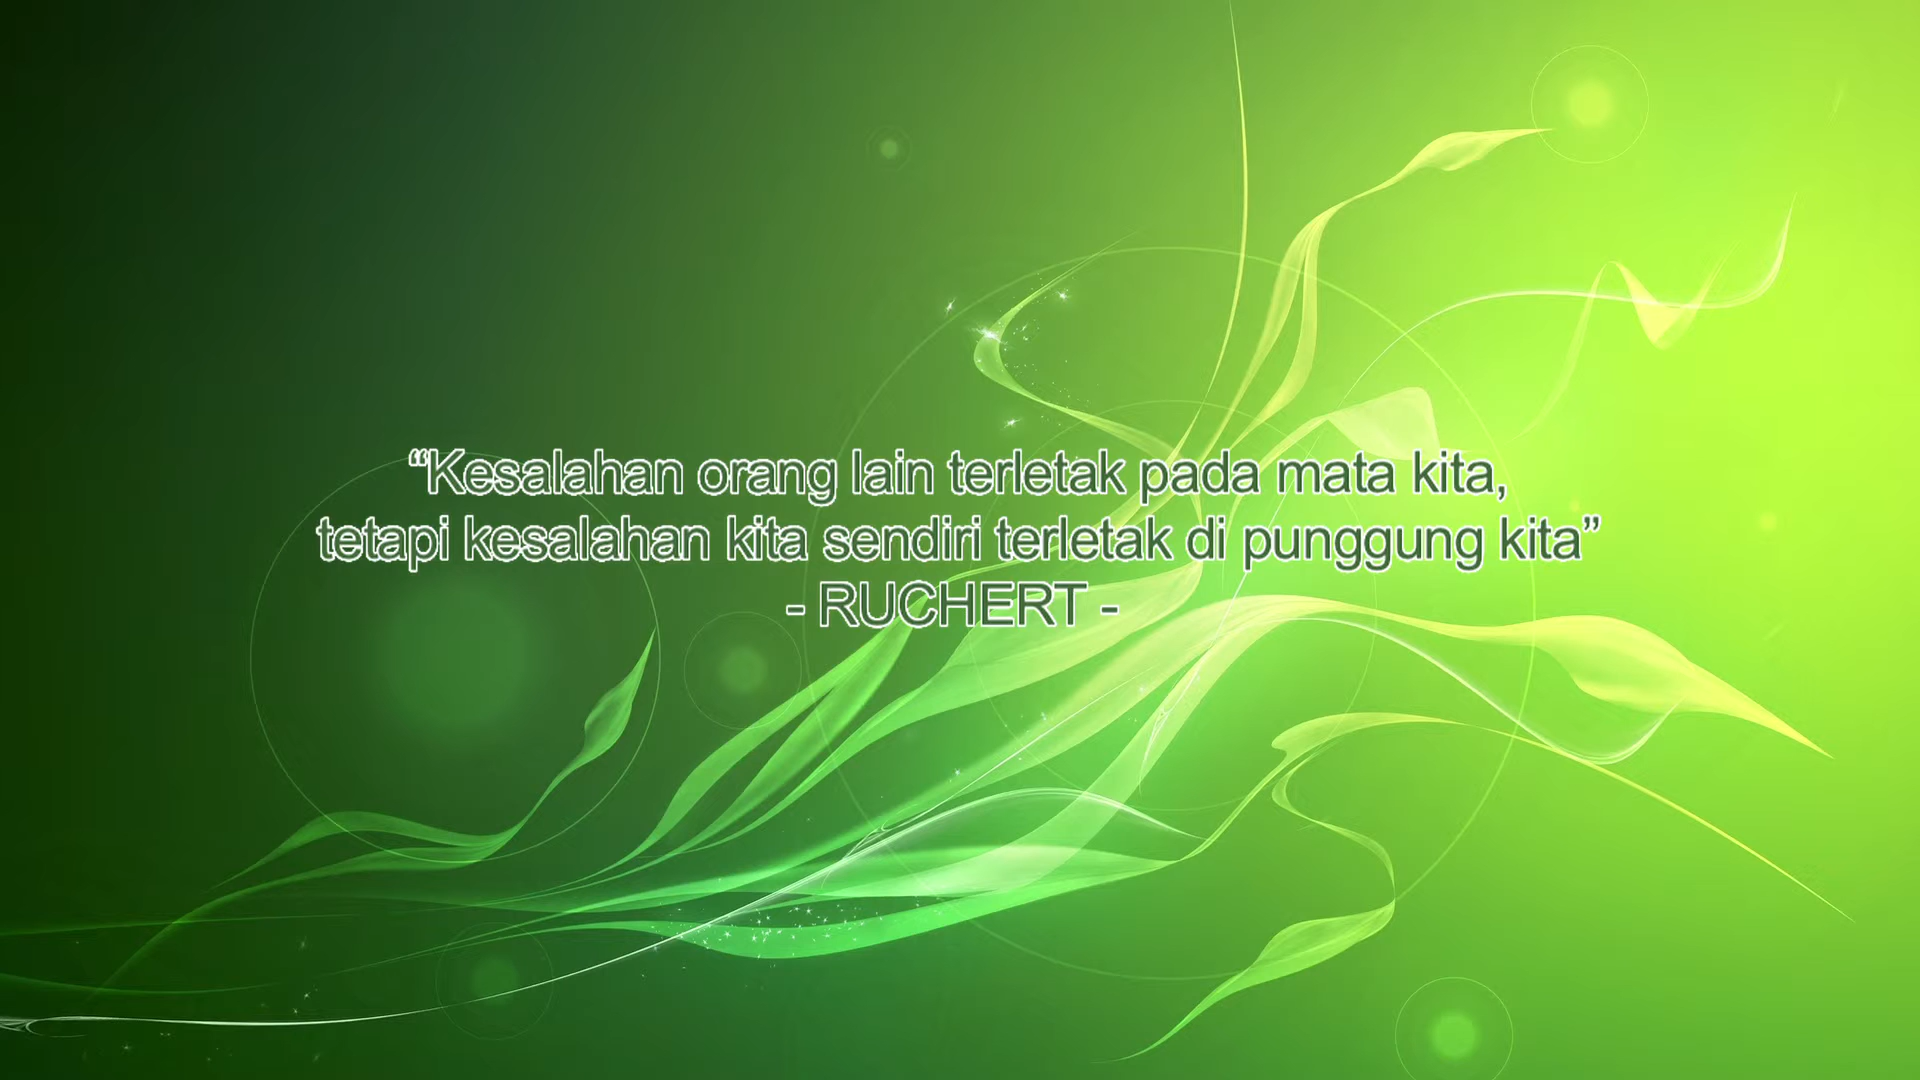 “Kesalahan orang lain terletak pada mata kita,
tetapi kesalahan kita sendiri terletak di punggung kita”
- RUCHERT -